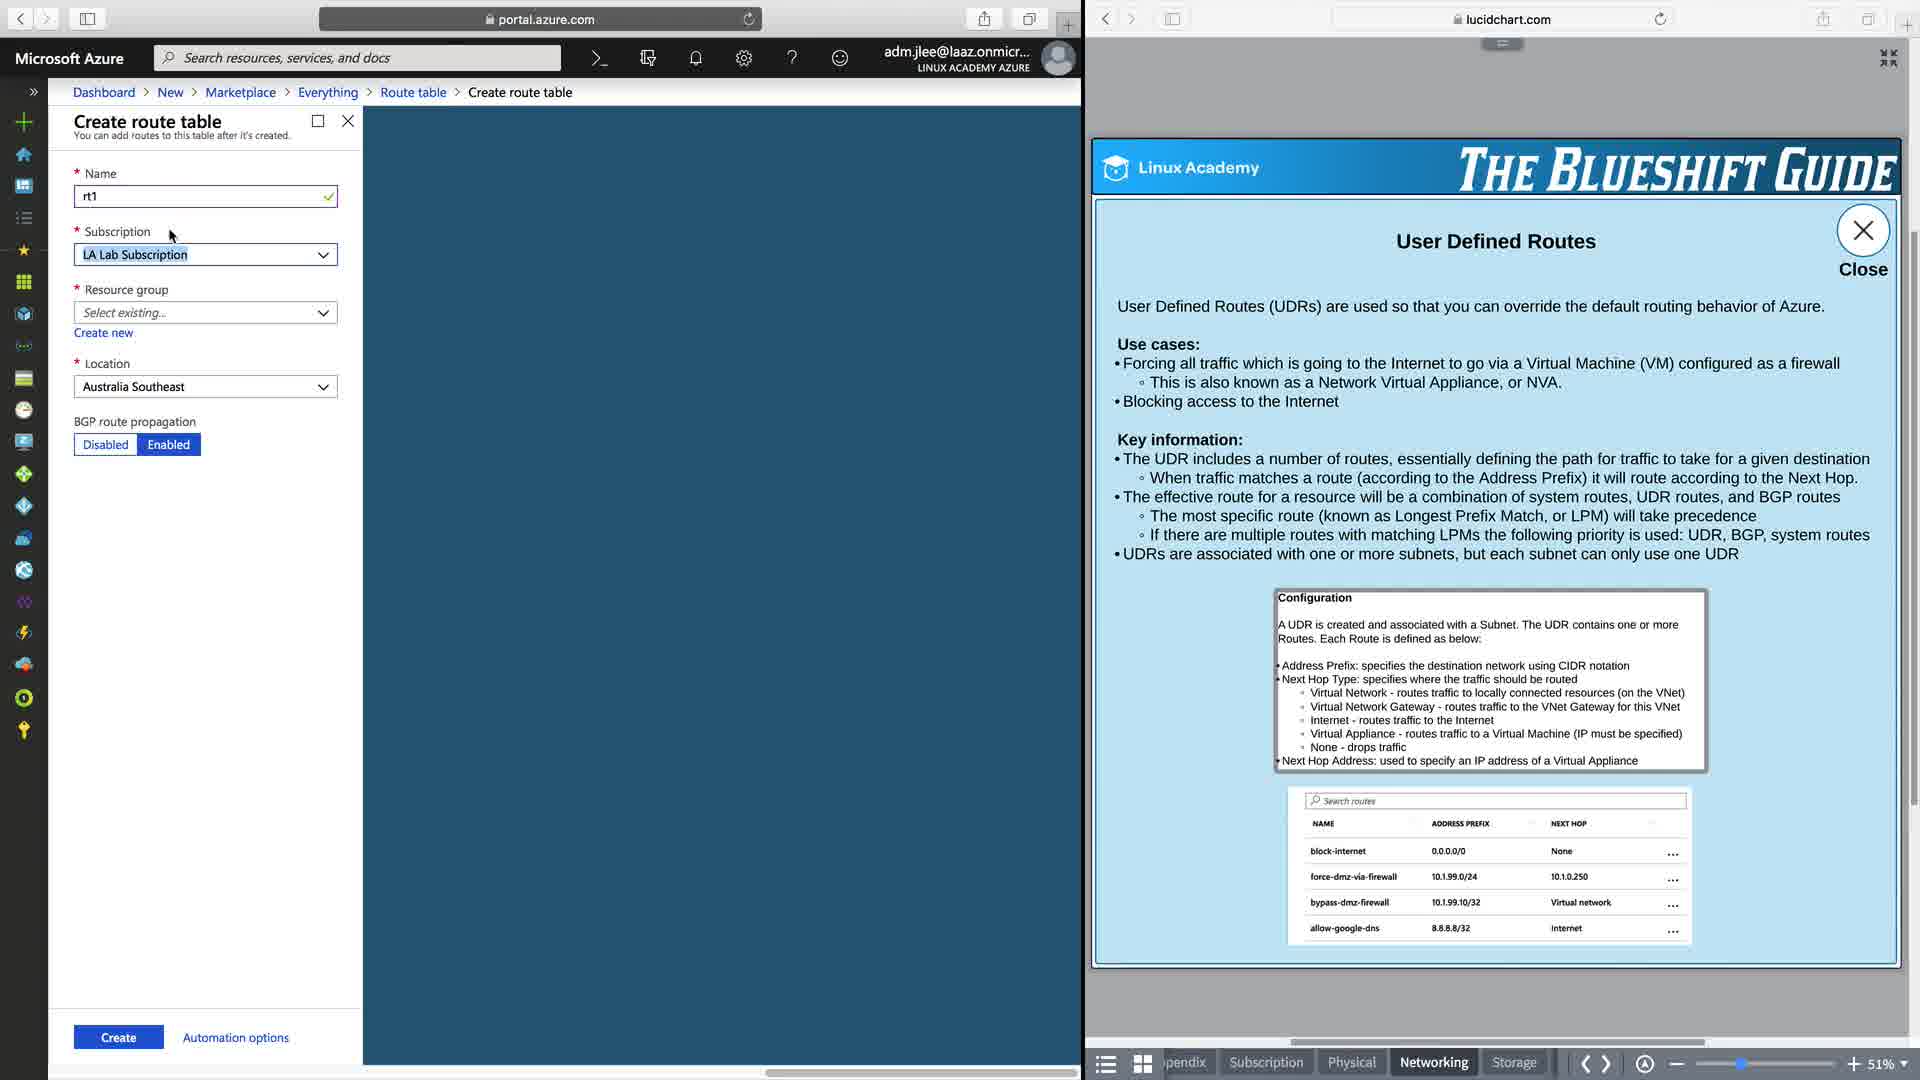 portal.azure.com
lucidchart.com
Microsoft Azure
Search resources, services, and docs
adm.jlee@laaz.onmicr...
LINUX ACADEMY AZURE
Dashboard > New > Marketplace > Everything > Route table > Create route table
Create route table
You can add routes to this table after it's created.
* Name
rt1
* Subscription
LA Lab Subscription
* Resource group
Select existing...
Create new
* Location
Australia Southeast
BGP route propagation
Disabled Enabled
Create Automation options
Linux Academy
THE BLUESHIFT GUIDE
User Defined Routes
Close
User Defined Routes (UDRs) are used so that you can override the default routing behavior of Azure.
Use cases:
• Forcing all traffic which is going to the Internet to go via a Virtual Machine (VM) configured as a firewall
◦ This is also known as a Network Virtual Appliance, or NVA.
• Blocking access to the Internet
Key information:
• The UDR includes a number of routes, essentially defining the path for traffic to take for a given destination
◦ When traffic matches a route (according to the Address Prefix) it will route according to the Next Hop.
• The effective route for a resource will be a combination of system routes, UDR routes, and BGP routes
◦ The most specific route (known as Longest Prefix Match, or LPM) will take precedence
◦ If there are multiple routes with matching LPMs the following priority is used: UDR, BGP, system routes
• UDRs are associated with one or more subnets, but each subnet can only use one UDR
Configuration
A UDR is created and associated with a Subnet. The UDR contains one or more
Routes. Each Route is defined as below:
• Address Prefix: specifies the destination network using CIDR notation
• Next Hop Type: specifies where the traffic should be routed
◦ Virtual Network - routes traffic to locally connected resources (on the VNet)
◦ Virtual Network Gateway - routes traffic to the VNet Gateway for this VNet
◦ Internet - routes traffic to the Internet
◦ Virtual Appliance - routes traffic to a Virtual Machine (IP must be specified)
◦ None - drops traffic
• Next Hop Address: used to specify an IP address of a Virtual Appliance
Search routes
NAME ADDRESS PREFIX NEXT HOP
block-internet 0.0.0.0/0 None ...
force-dmz-via-firewall 10.1.99.0/24 10.1.0.250 ...
bypass-dmz-firewall 10.1.99.10/32 Virtual network ...
allow-google-dns 8.8.8.8/32 Internet ...
pendix Subscription Physical Networking Storage 51%